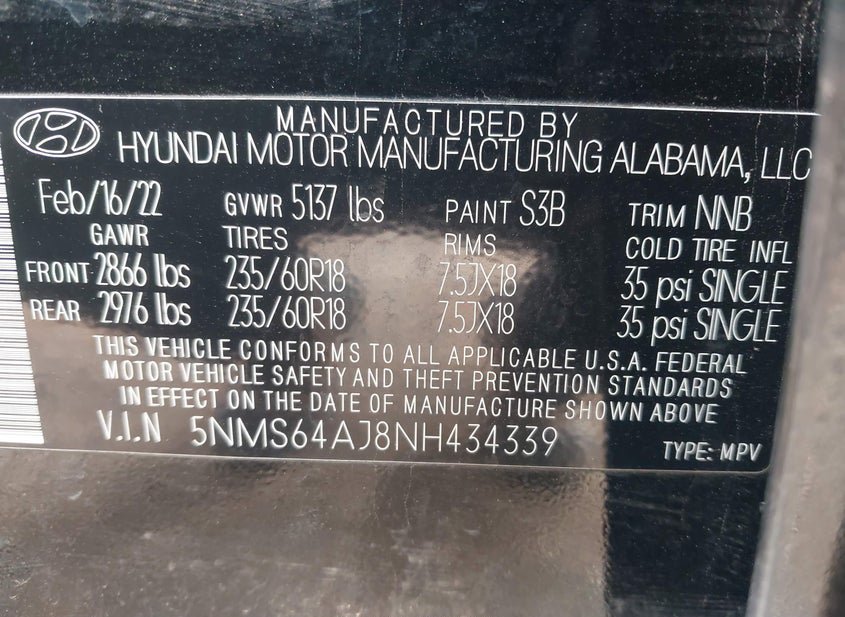 MANUFACTURED BY
HYUNDAI MOTOR MANUFACTURING ALABAMA, LLC
Feb/16/22 GVWR 5137 lbs PAINT S3B TRIM NNB
GAWR TIRES RIMS COLD TIRE INFL
FRONT 2866 lbs 235/60R18 7.5JX18 35 psi SINGLE
REAR 2976 lbs 235/60R18 7.5JX18 35 psi SINGLE
THIS VEHICLE CONFORMS TO ALL APPLICABLE U.S.A. FEDERAL
MOTOR VEHICLE SAFETY AND THEFT PREVENTION STANDARDS
IN EFFECT ON THE DATE OF MANUFACTURE SHOWN ABOVE
V.I.N 5NMS64AJ8NH434339 TYPE: MPV